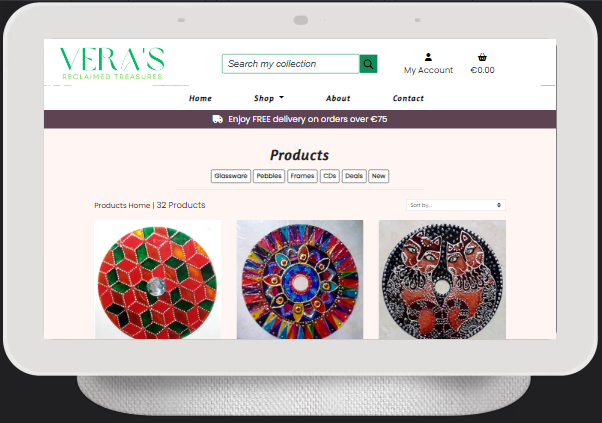 VERA'S
RECLAIMED TREASURES
Search my collection
My Account
€0.00
Home
Shop
About
Contact
Enjoy FREE delivery on orders over €75
Products
Glassware
Pebbles
Frames
CDs
Deals
New
Products Home | 32 Products
Sort by...